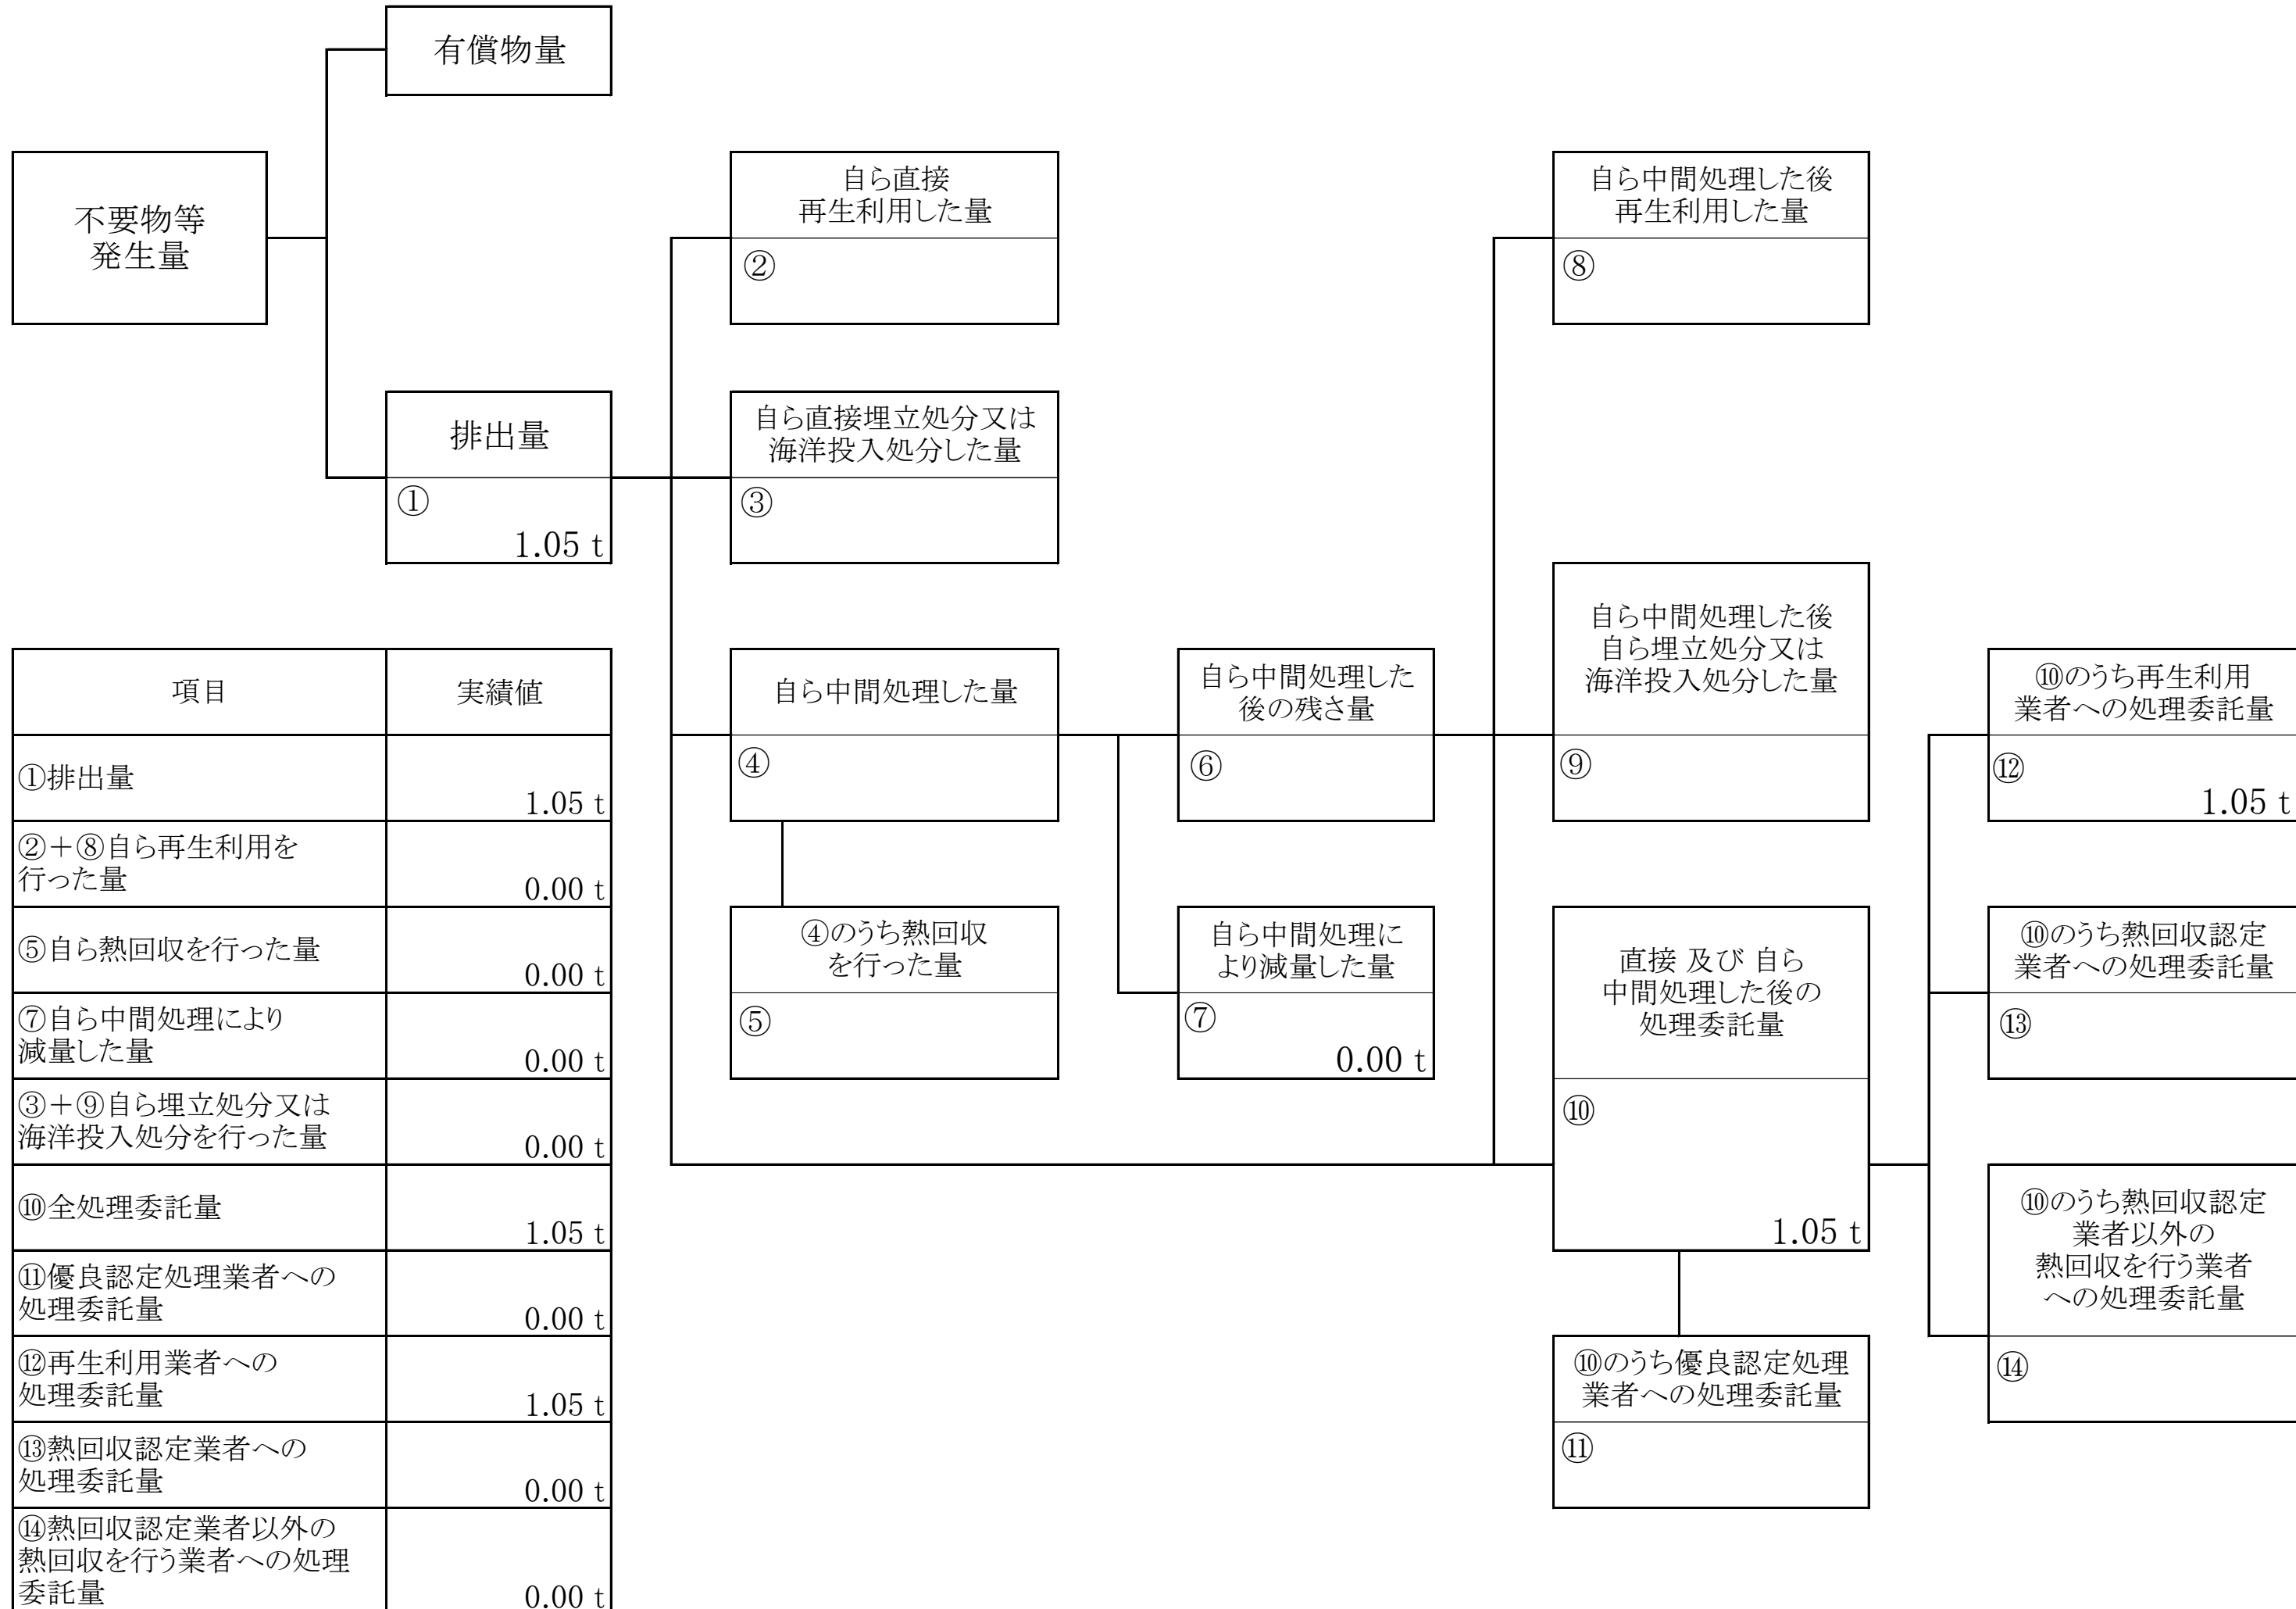 有償物量
不要物等
発生量
自ら直接
再生利用した量
②
自ら中間処理した後
再生利用した量
⑧
排出量
①
1.05 t
自ら直接埋立処分又は
海洋投入処分した量
③
自ら中間処理した量
④
自ら中間処理した
後の残さ量
⑥
自ら中間処理した後
自ら埋立処分又は
海洋投入処分した量
⑨
⑩のうち再生利用
業者への処理委託量
⑫
1.05 t
④のうち熱回収
を行った量
⑤
自ら中間処理に
より減量した量
⑦
0.00 t
直接 及び 自ら
中間処理した後の
処理委託量
⑩
1.05 t
⑩のうち熱回収認定
業者への処理委託量
⑬
⑩のうち熱回収認定
業者以外の
熱回収を行う業者
への処理委託量
⑭
⑩のうち優良認定処理
業者への処理委託量
⑪
項目 実績値
①排出量
1.05 t
②＋⑧自ら再生利用を
行った量
0.00 t
⑤自ら熱回収を行った量
0.00 t
⑦自ら中間処理により
減量した量
0.00 t
③＋⑨自ら埋立処分又は
海洋投入処分を行った量
0.00 t
⑩全処理委託量
1.05 t
⑪優良認定処理業者への
処理委託量
0.00 t
⑫再生利用業者への
処理委託量
1.05 t
⑬熱回収認定業者への
処理委託量
0.00 t
⑭熱回収認定業者以外の
熱回収を行う業者への処理
委託量
0.00 t